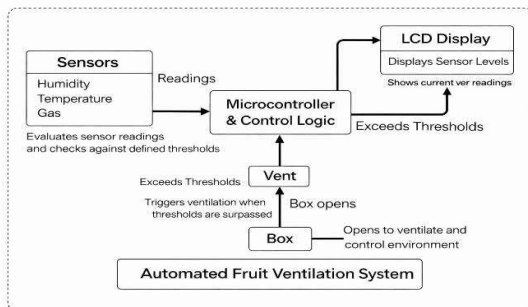 Sensors
Humidity
Temperature
Gas
Readings
Evaluates sensor readings
and checks against defined thresholds
Microcontroller
& Control Logic
LCD Display
Displays Sensor Levels
Shows current ver readings
Exceeds Thresholds
Vent
Exceeds Thresholds
Triggers ventilation when
thresholds are surpassed
Box opens
Box
Opens to ventilate and
control environment
Automated Fruit Ventilation System